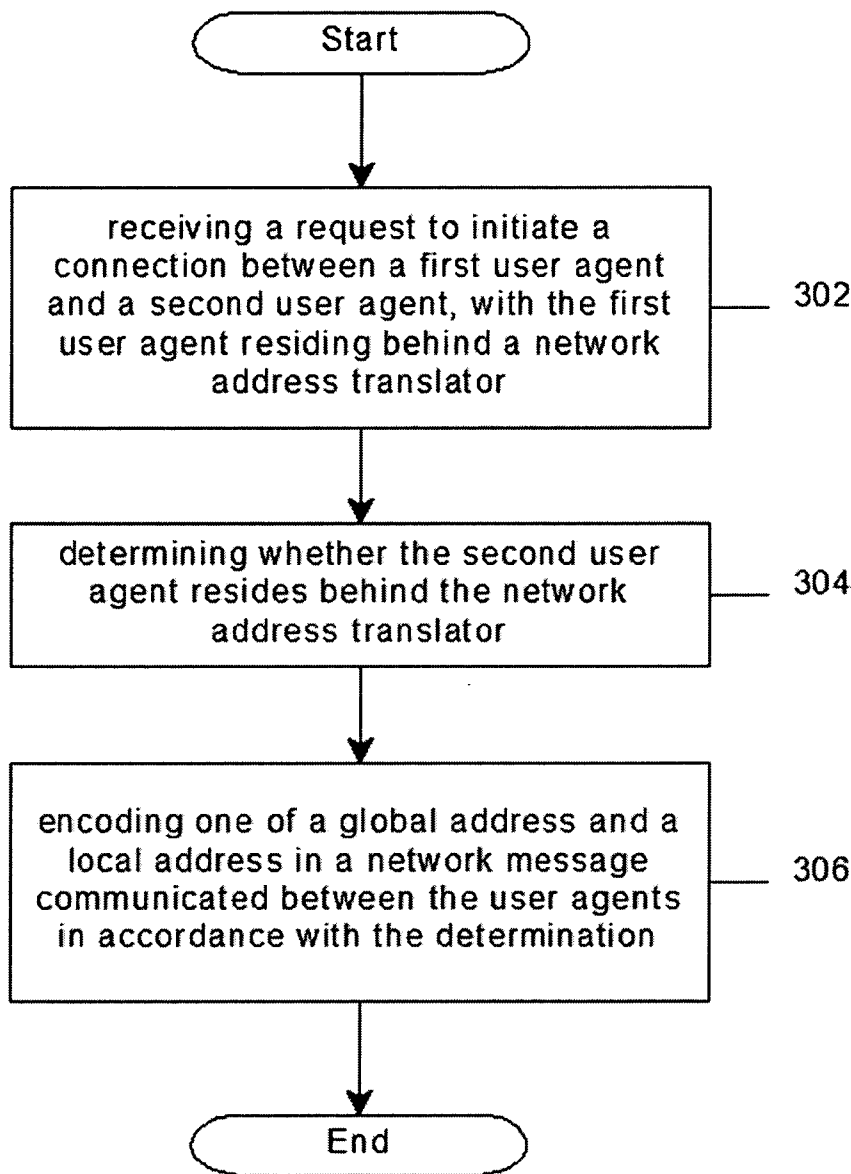 Start
receiving a request to initiate a
connection between a first user agent
and a second user agent, with the first
user agent residing behind a network
address translator
302
determining whether the second user
agent resides behind the network
address translator
304
encoding one of a global address and a
local address in a network message
communicated between the user agents
in accordance with the determination
306
End